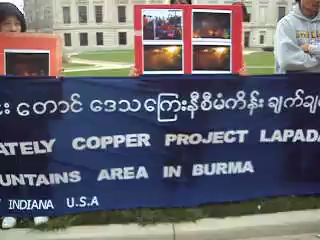 တောင် ဒေသကြေးနီစီမံကိန်း ချက်ချ
ATELY COPPER PROJECT LAPADA
UNTAINS AREA IN BURMA
INDIANA U.S.A